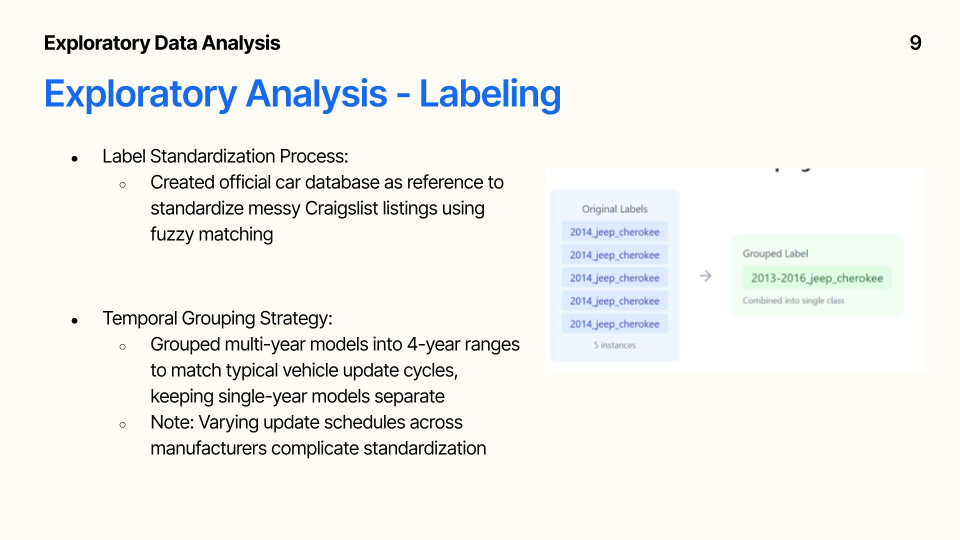 Exploratory Data Analysis
9
Exploratory Analysis - Labeling
● Label Standardization Process:
○ Created official car database as reference to
standardize messy Craigslist listings using
fuzzy matching
● Temporal Grouping Strategy:
○ Grouped multi-year models into 4-year ranges
to match typical vehicle update cycles,
keeping single-year models separate
○ Note: Varying update schedules across
manufacturers complicate standardization
Original Labels
2014_jeep_cherokee
2014_jeep_cherokee
2014_jeep_cherokee
2014_jeep_cherokee
2014_jeep_cherokee
5 instances
→
Grouped Label
2013-2016_jeep_cherokee
Combined into single class